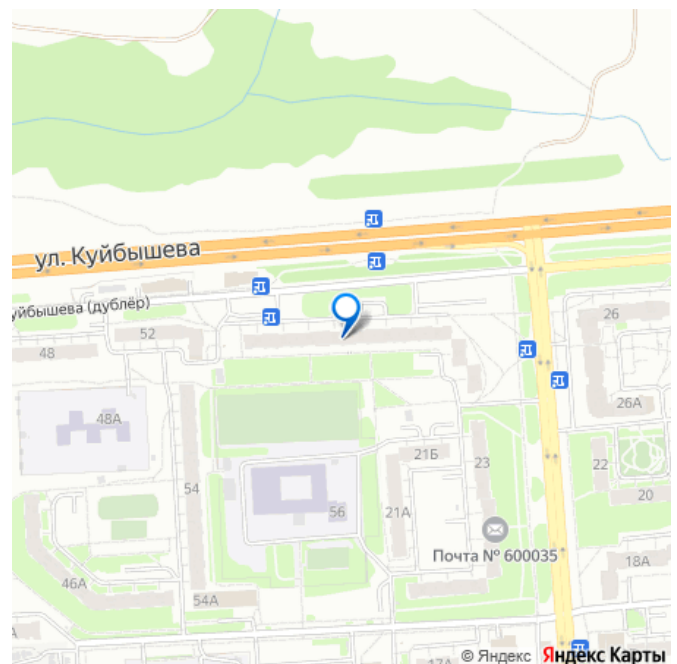 ул. Куйбышева
уйбышева (дублёр)
52
48
26
48А
26А
21Б
23
22
54
20
56
21А
Почта № 600035
18А
46А
54А
А
17А
© Яндекс Яндекс Карты